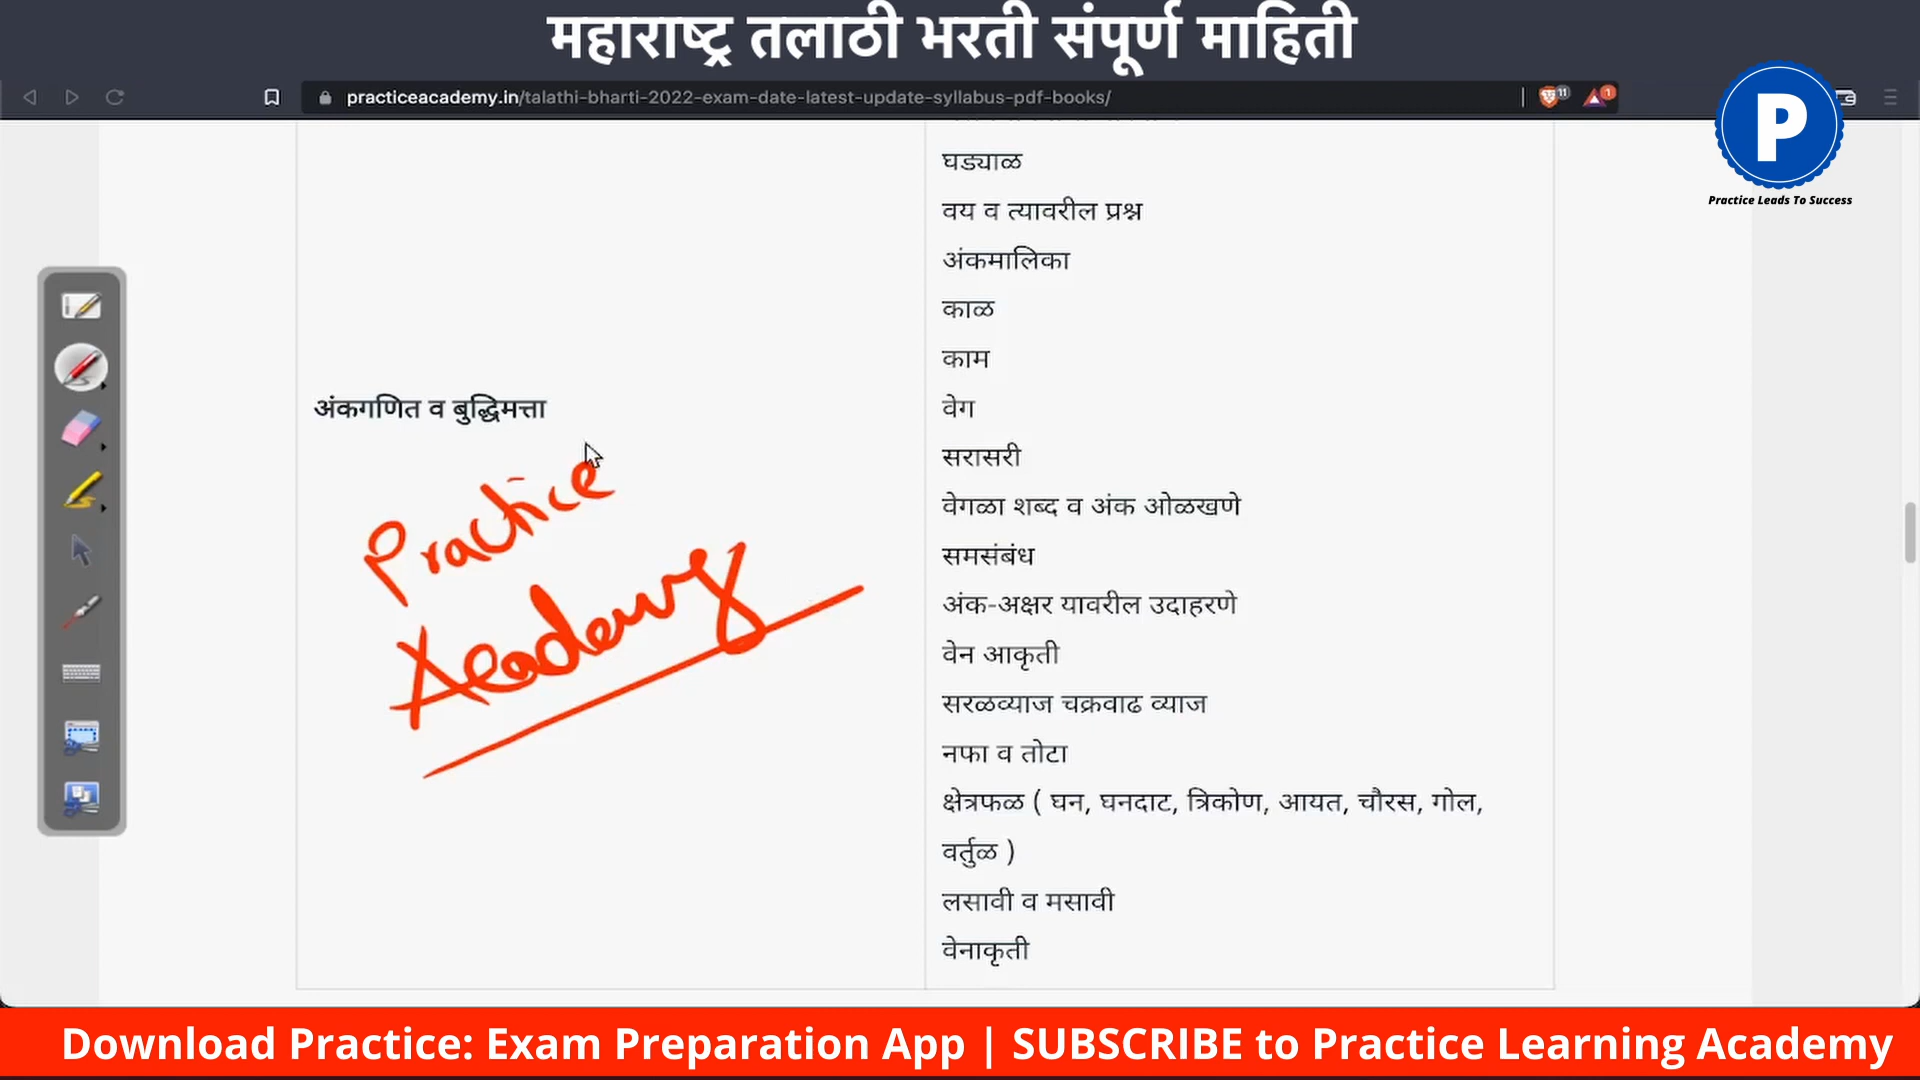 महाराष्ट्र तलाठी भरती संपूर्ण माहिती
practiceacademy.in/talathi-bharti-2022-exam-date-latest-update-syllabus-pdf-books/
11
1
P
Practice Leads To Success
अंकगणित व बुद्धिमत्ता
Practice
Academy
घड्याळ
वय व त्यावरील प्रश्न
अंकमालिका
काळ
काम
वेग
सरासरी
वेगळा शब्द व अंक ओळखणे
समसंबंध
अंक-अक्षर यावरील उदाहरणे
वेन आकृती
सरळव्याज चक्रवाढ व्याज
नफा व तोटा
क्षेत्रफळ ( घन, घनदाट, त्रिकोण, आयत, चौरस, गोल,
वर्तुळ )
लसावी व मसावी
वेनाकृती
Download Practice: Exam Preparation App | SUBSCRIBE to Practice Learning Academy